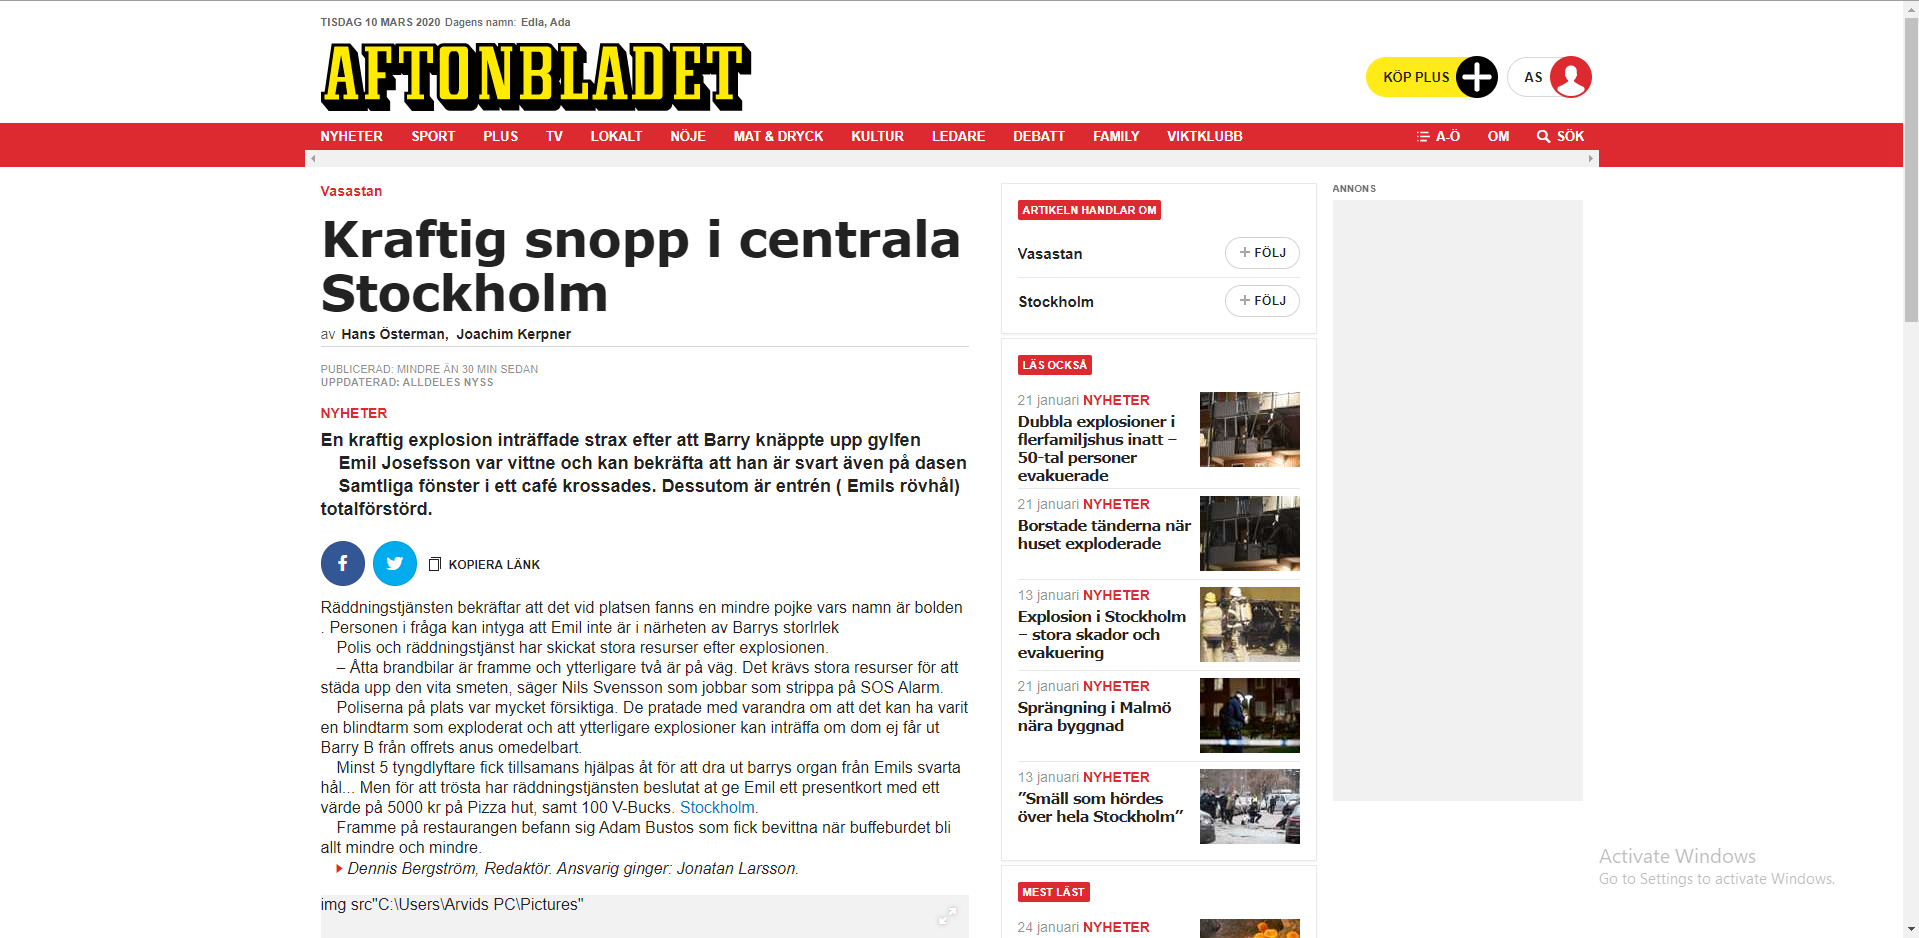 TISDAG 10 MARS 2020 Dagens namn: Edla, Ada
AFTONBLADET
KÖP PLUS
AS
NYHETER SPORT PLUS TV LOKALT NÖJE MAT & DRYCK KULTUR LEDARE DEBATT FAMILY VIKTKLUBB A-Ö OM SÖK
Vasastan
Kraftig snopp i centrala
Stockholm
av Hans Österman, Joachim Kerpner
PUBLICERAD: MINDRE ÄN 30 MIN SEDAN
UPPDATERAD: ALLDELES NYSS
NYHETER
En kraftig explosion inträffade strax efter att Barry knäppte upp gylfen
Emil Josefsson var vittne och kan bekräfta att han är svart även på dasen
Samtliga fönster i ett café krossades. Dessutom är entrén ( Emils rövhål)
totalförstörd.
KOPIERA LÄNK
Räddningstjänsten bekräftar att det vid platsen fanns en mindre pojke vars namn är bolden
. Personen i fråga kan intyga att Emil inte är i närheten av Barrys storlrlek
Polis och räddningstjänst har skickat stora resurser efter explosionen.
– Åtta brandbilar är framme och ytterligare två är på väg. Det krävs stora resurser för att
städa upp den vita smeten, säger Nils Svensson som jobbar som strippa på SOS Alarm.
Poliserna på plats var mycket försiktiga. De pratade med varandra om att det kan ha varit
en blindtarm som exploderat och att ytterligare explosioner kan inträffa om dom ej får ut
Barry B från offrets anus omedelbart.
Minst 5 tyngdlyftare fick tillsamans hjälpas åt för att dra ut barrys organ från Emils svarta
hål... Men för att trösta har räddningstjänsten beslutat at ge Emil ett presentkort med ett
värde på 5000 kr på Pizza hut, samt 100 V-Bucks. Stockholm.
Framme på restaurangen befann sig Adam Bustos som fick bevittna när buffeburdet bli
allt mindre och mindre.
Dennis Bergström, Redaktör. Ansvarig ginger: Jonatan Larsson.
img src"C:\Users\Arvids PC\Pictures"
ARTIKELN HANDLAR OM
Vasastan + FÖLJ
Stockholm + FÖLJ
LÄS OCKSÅ
21 januari NYHETER
Dubbla explosioner i
flerfamiljshus inatt –
50-tal personer
evakuerade
21 januari NYHETER
Borstade tänderna när
huset exploderade
13 januari NYHETER
Explosion i Stockholm
– stora skador och
evakuering
21 januari NYHETER
Sprängning i Malmö
nära byggnad
13 januari NYHETER
”Smäll som hördes
över hela Stockholm”
MEST LÄST
24 januari NYHETER
ANNONS
Activate Windows
Go to Settings to activate Windows.